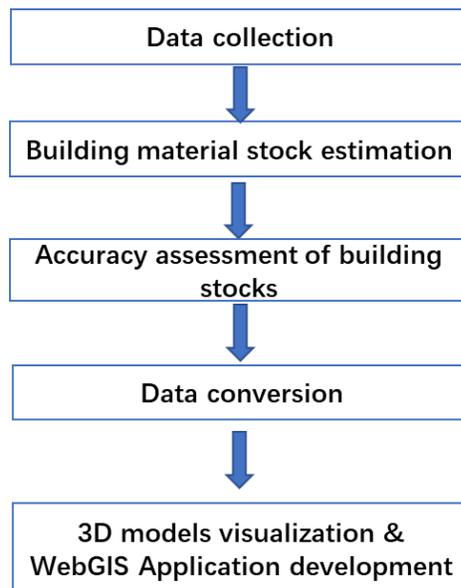 Data collection
Building material stock estimation
Accuracy assessment of building
stocks
Data conversion
3D models visualization &
WebGIS Application development